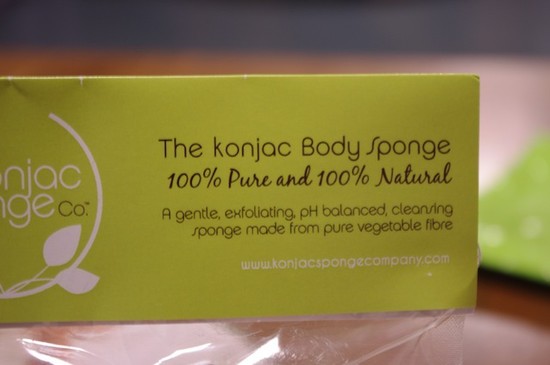 The konjac Body Sponge
100% Pure and 100% Natural
A gentle, exfoliating, pH balanced, cleansing
sponge made from pure vegetable fibre
www.konjacspongecompany.com
onjac
nge Co.™